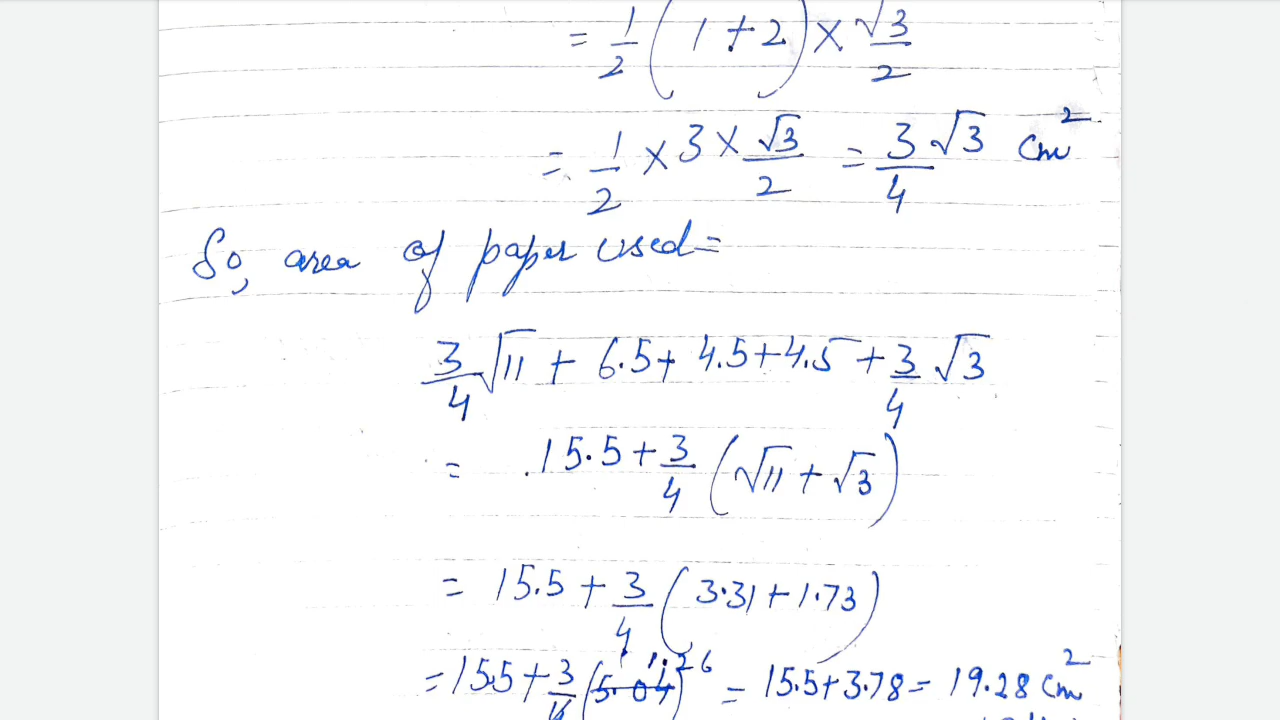 = 1/2 (1+2) × √3/2
= 1/2 × 3 × √3/2 = 3√3/4 cm²
So, area of paper used =
3/4 √11 + 6.5 + 4.5 + 4.5 + 3/4 √3
= 15.5 + 3/4 (√11 + √3)
= 15.5 + 3/4 (3.31 + 1.73)
= 15.5 + 3/4 (5.04) 1.26 = 15.5 + 3.78 = 19.28 cm²